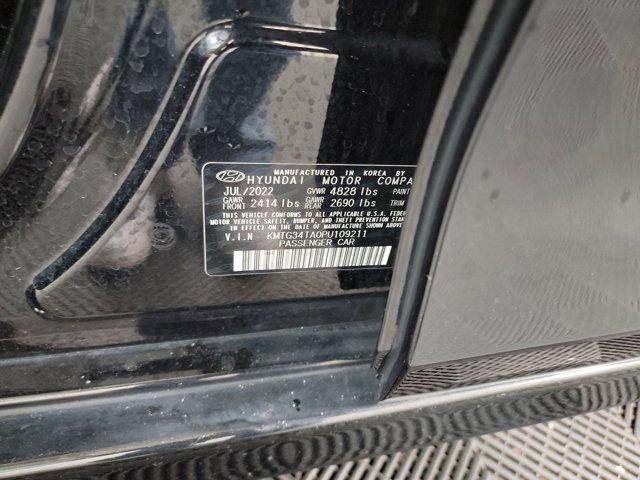 MANUFACTURED IN KOREA BY
HYUNDAI MOTOR COMPA
JUL/2022 GVWR 4828 lbs PAINT
GAWR FRONT 2414 lbs GAWR REAR 2690 lbs TRIM
THIS VEHICLE CONFORMS TO ALL APPLICABLE U.S.A. FEDER
MOTOR VEHICLE SAFETY, BUMPER, AND THEFT PREVENTION ST
IN EFFECT ON THE DATE OF MANUFACTURE SHOWN ABOVE
V.I.N KMTG34TA0PU109211
PASSENGER CAR